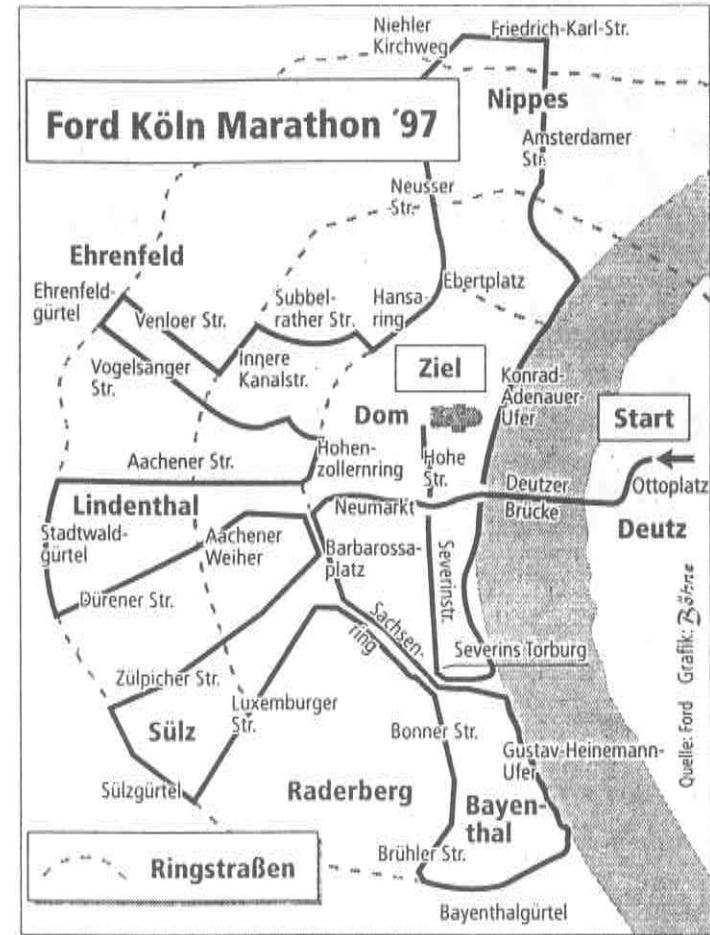 Niehler
Kirchweg
Friedrich-Karl-Str.
Ford Köln Marathon ´97
Nippes
Amsterdamer
Str.
Neusser
Str.
Ehrenfeld
Ehrenfeld-
gürtel
Venloer Str.
Subbel-
rather Str.
Hansa-
ring
Ebertplatz
Vogelsanger
Str.
Innere
Kanalstr.
Ziel
Konrad-
Adenauer-
Ufer
Dom
Start
Aachener Str.
Hohen-
zollernring
Hohe
Str.
Deutzer
Brücke
Ottoplatz
Lindenthal
Neumarkt
Deutz
Stadtwald-
gürtel
Aachener
Weiher
Barbarossa-
platz
Severinstr.
Dürener Str.
Sachsen-
ring
Severins Torburg
Zülpicher Str.
Luxemburger
Str.
Sülz
Bonner Str.
Gustav-Heinemann-
Ufer
Sülzgürtel
Raderberg
Bayen-
thal
Ringstraßen
Brühler Str.
Bayenthalgürtel
Quelle: Ford Grafik: Böhne